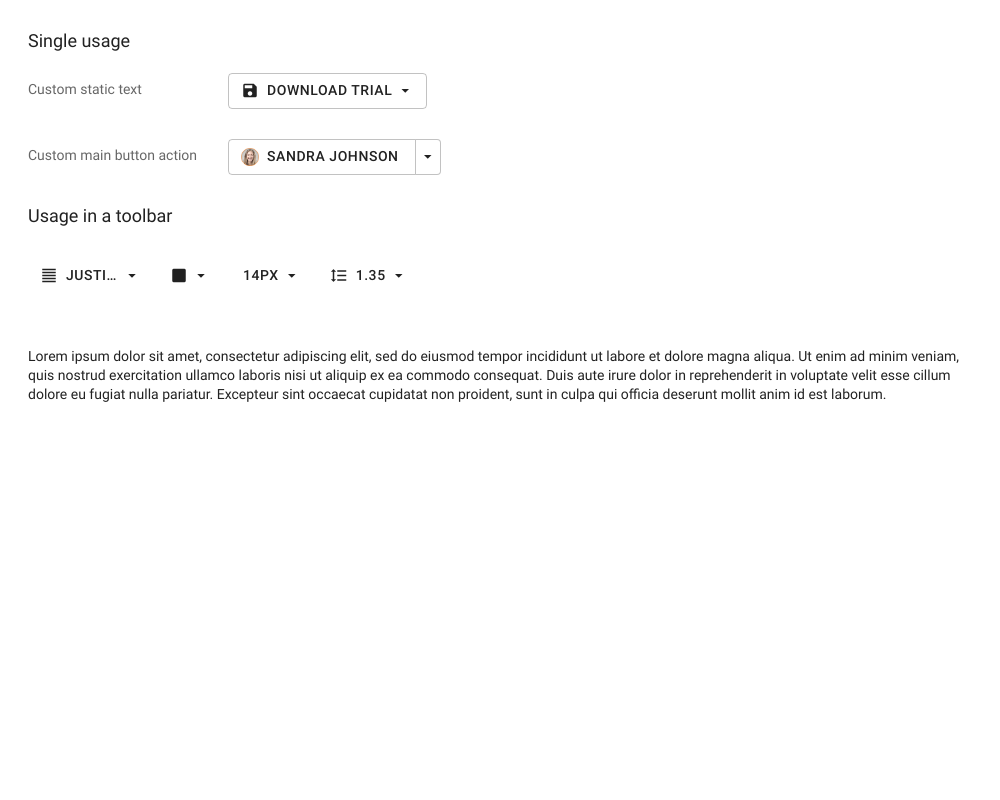 Single usage
Custom static text
DOWNLOAD TRIAL
Custom main button action
SANDRA JOHNSON
Usage in a toolbar
JUSTI... 14PX 1.35
Lorem ipsum dolor sit amet, consectetur adipiscing elit, sed do eiusmod tempor incididunt ut labore et dolore magna aliqua. Ut enim ad minim veniam,
quis nostrud exercitation ullamco laboris nisi ut aliquip ex ea commodo consequat. Duis aute irure dolor in reprehenderit in voluptate velit esse cillum
dolore eu fugiat nulla pariatur. Excepteur sint occaecat cupidatat non proident, sunt in culpa qui officia deserunt mollit anim id est laborum.